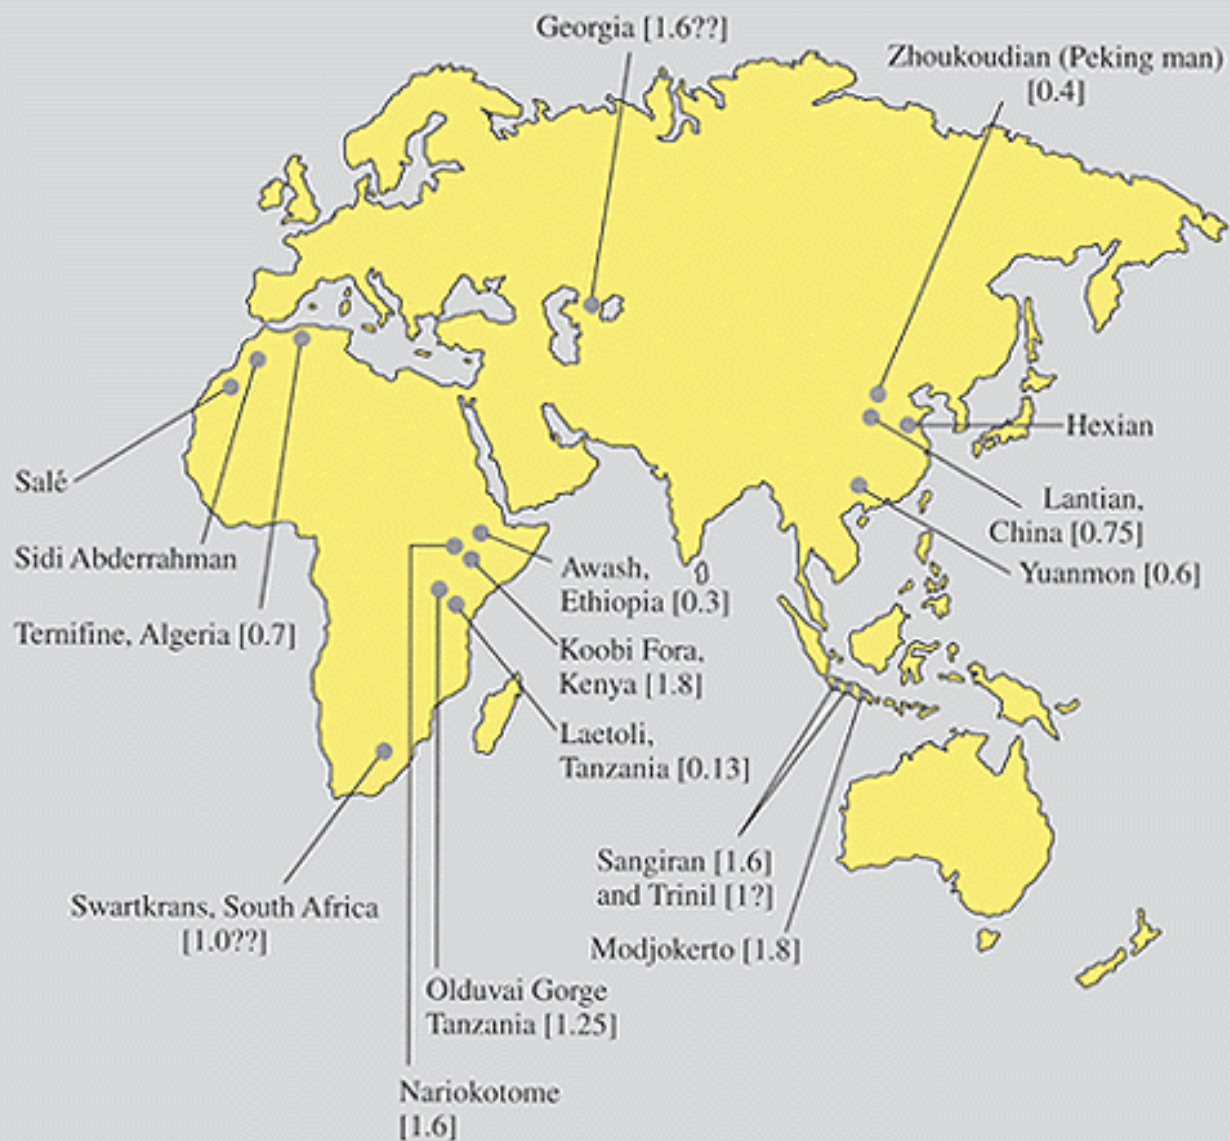 Georgia [1.6??]
Zhoukoudian (Peking man)
[0.4]
Hexian
Lantian,
China [0.75]
Yuanmon [0.6]
Salé
Sidi Abderrahman
Ternifine, Algeria [0.7]
Awash,
Ethiopia [0.3]
Koobi Fora,
Kenya [1.8]
Laetoli,
Tanzania [0.13]
Sangiran [1.6]
and Trinil [1?]
Modjokerto [1.8]
Swartkrans, South Africa
[1.0??]
Olduvai Gorge
Tanzania [1.25]
Nariokotome
[1.6]